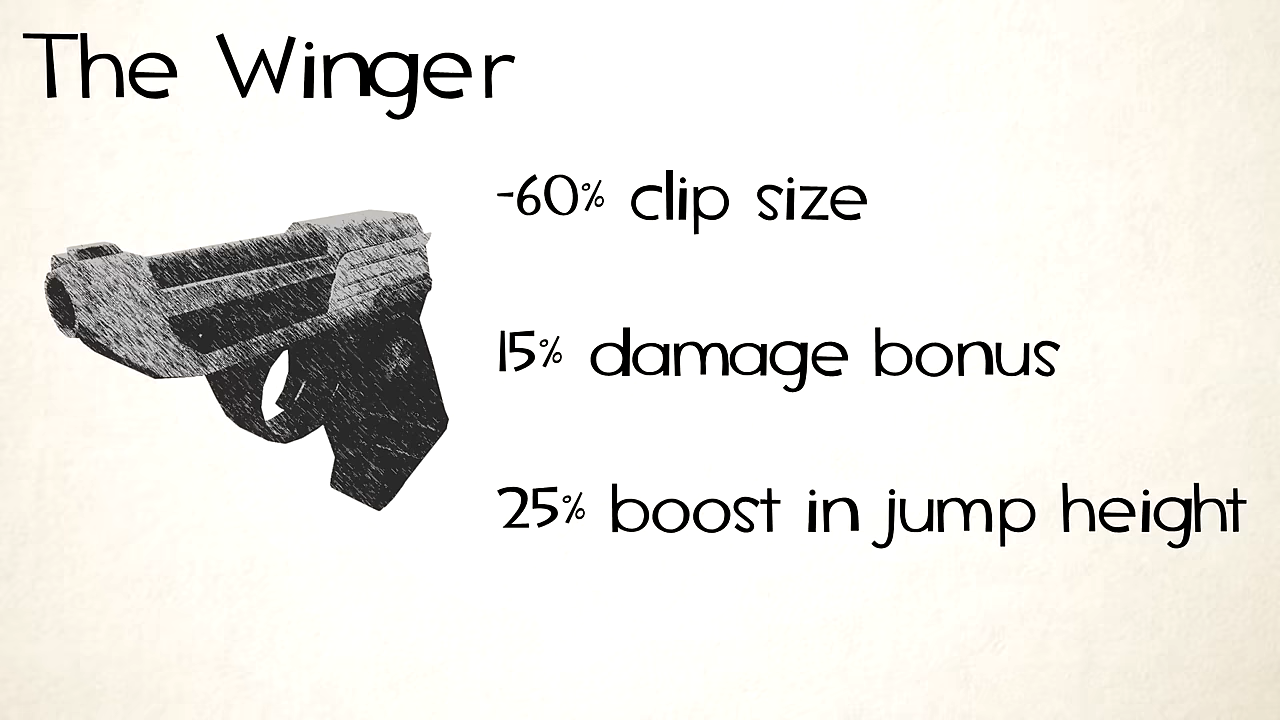 The Winger
-60% clip size
15% damage bonus
25% boost in jump height